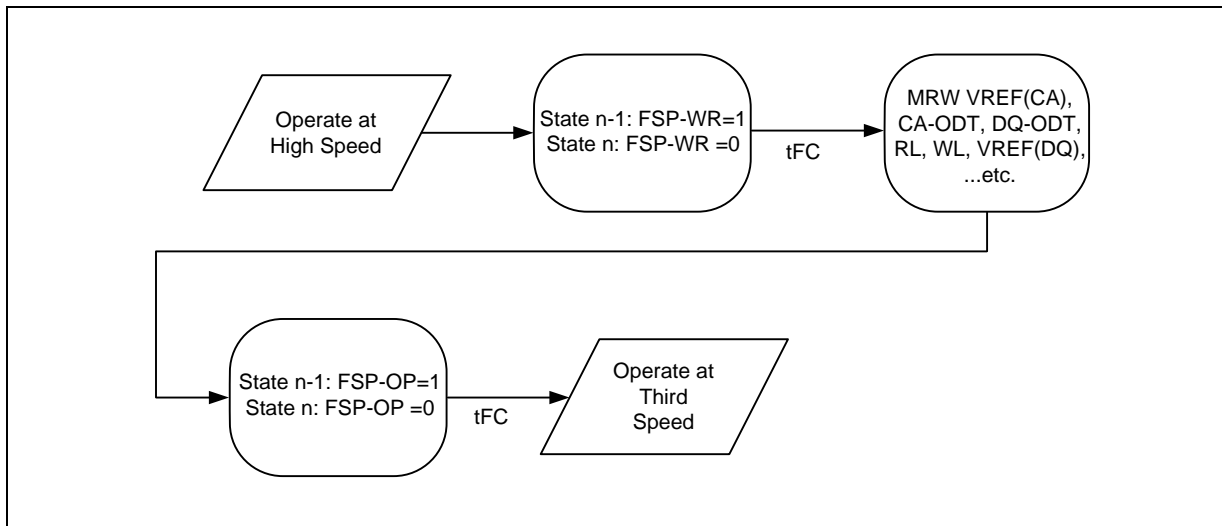 Operate at
High Speed
State n-1: FSP-WR=1
State n: FSP-WR =0
tFC
MRW VREF(CA),
CA-ODT, DQ-ODT,
RL, WL, VREF(DQ),
...etc.
State n-1: FSP-OP=1
State n: FSP-OP =0
tFC
Operate at
Third
Speed